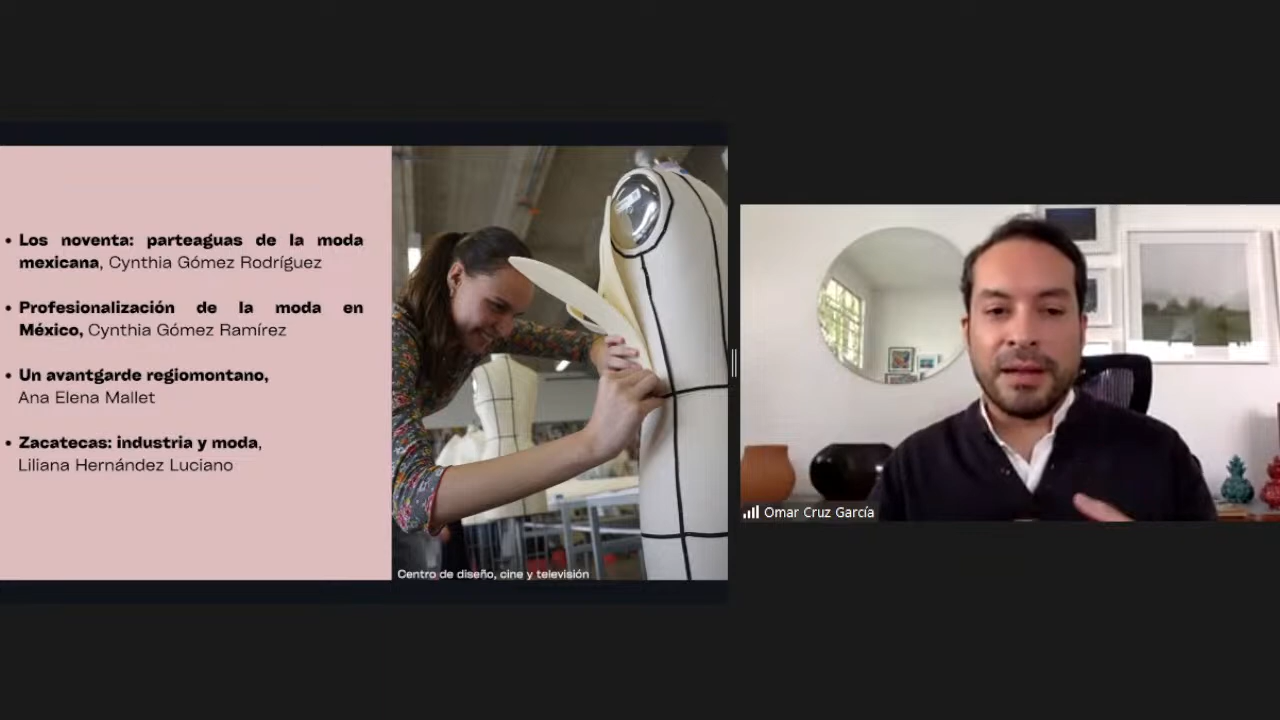 • Los noventa: parteaguas de la moda
mexicana, Cynthia Gómez Rodríguez
• Profesionalización de la moda en
México, Cynthia Gómez Ramírez
• Un avantgarde regiomontano,
Ana Elena Mallet
• Zacatecas: industria y moda,
Liliana Hernández Luciano
Centro de diseño, cine y televisión
Omar Cruz García